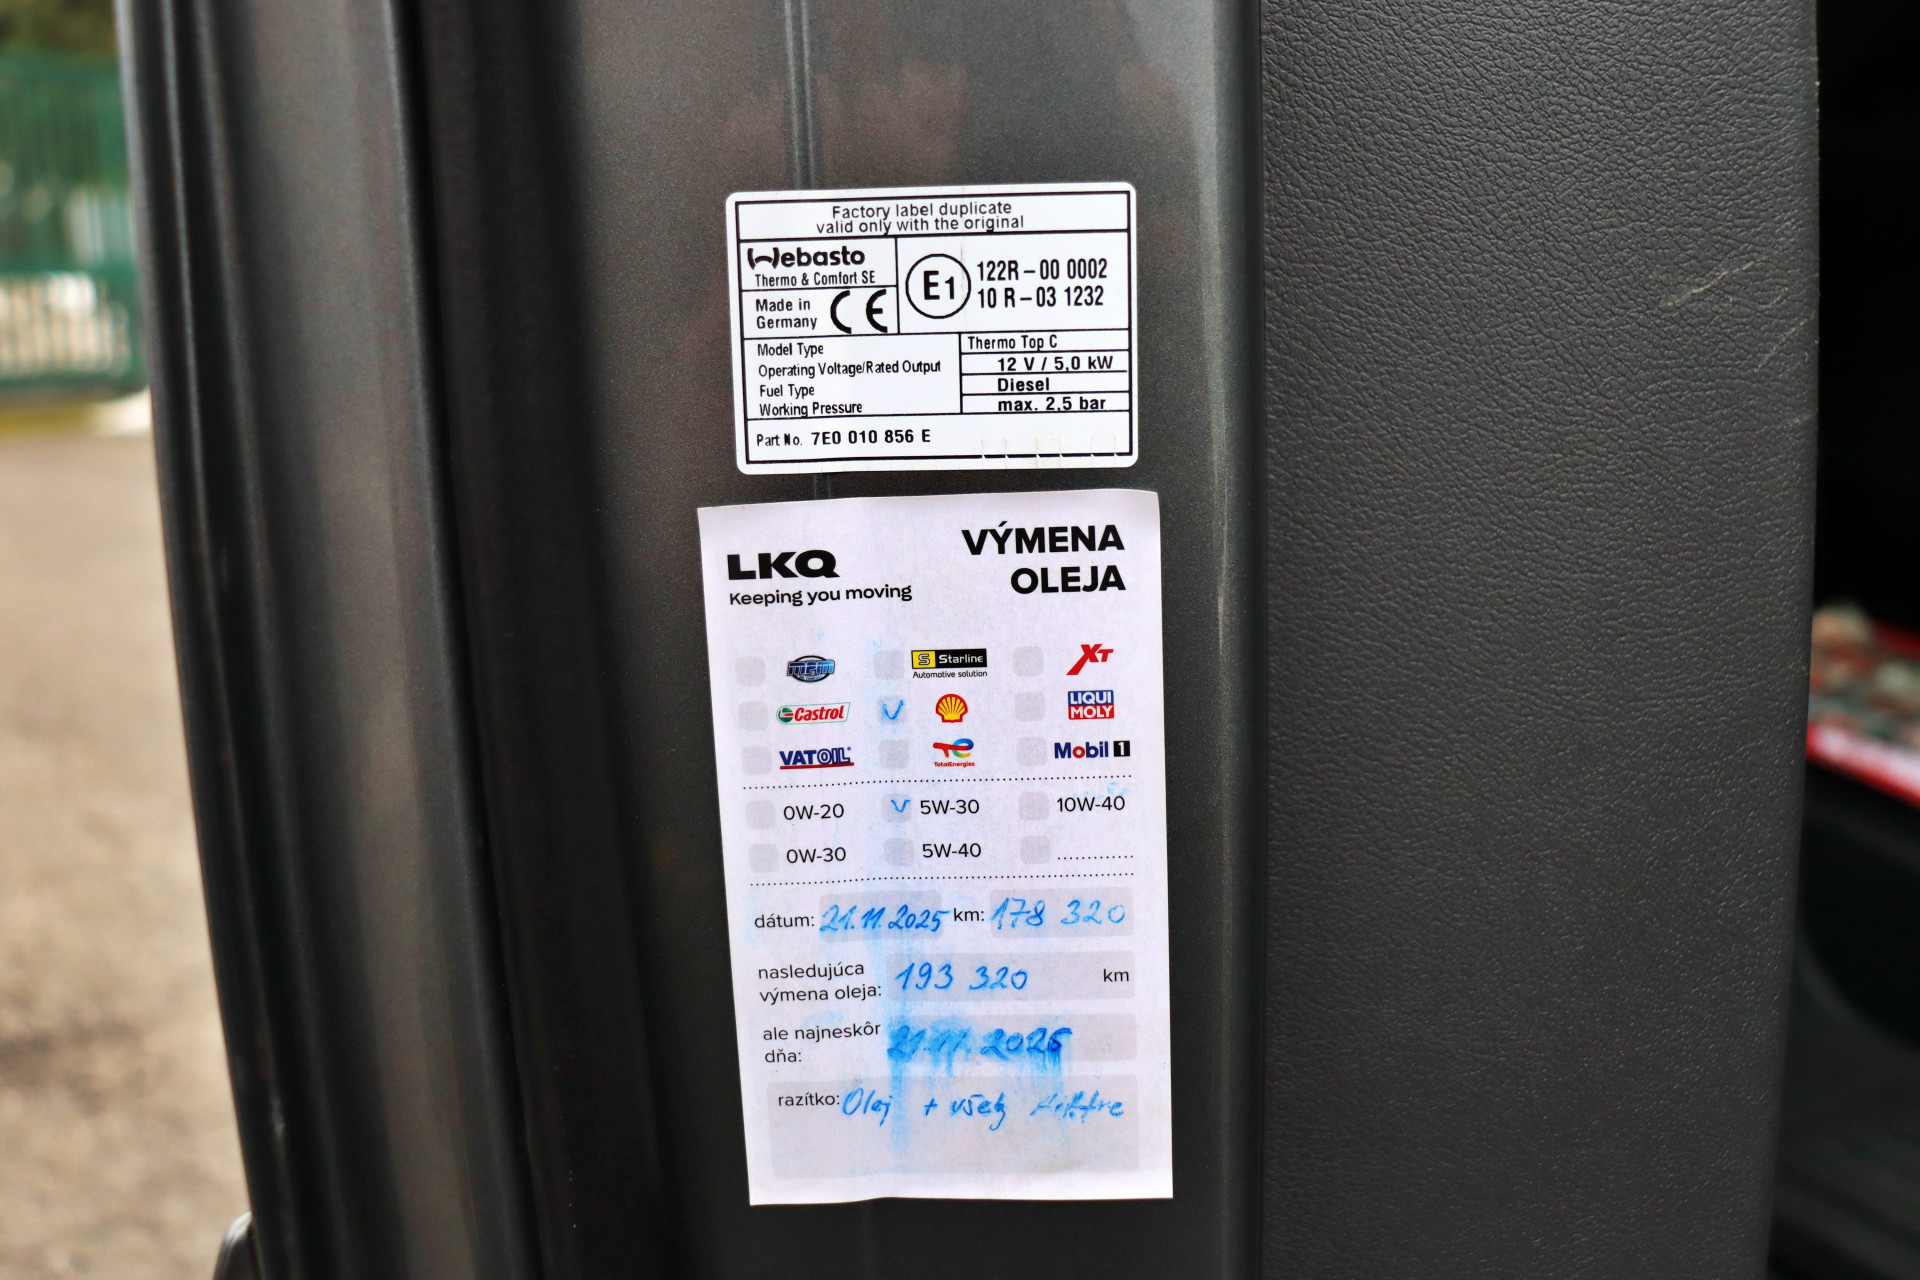 Factory label duplicate
valid only with the original
Webasto
Thermo & Comfort SE
Made in
Germany
CE
E1
122R-00 0002
10 R-03 1232
Model Type Thermo Top C
Operating Voltage/Rated Output 12 V / 5,0 kW
Fuel Type Diesel
Working Pressure max. 2,5 bar
Part No. 7E0 010 856 E
LKQ
Keeping you moving
VÝMENA
OLEJA
MPM S Starline XT
Automotive solution
Castrol LIQUI
MOLY
VATOIL TotalEnergies Mobil 1
0W-20 5W-30 10W-40
0W-30 5W-40 ..............
dátum: 21.11.2025 km: 178 320
nasledujúca
výmena oleja: 193 320 km
ale najneskôr
dňa: 21.11.2026
razítko: Olej + všetky